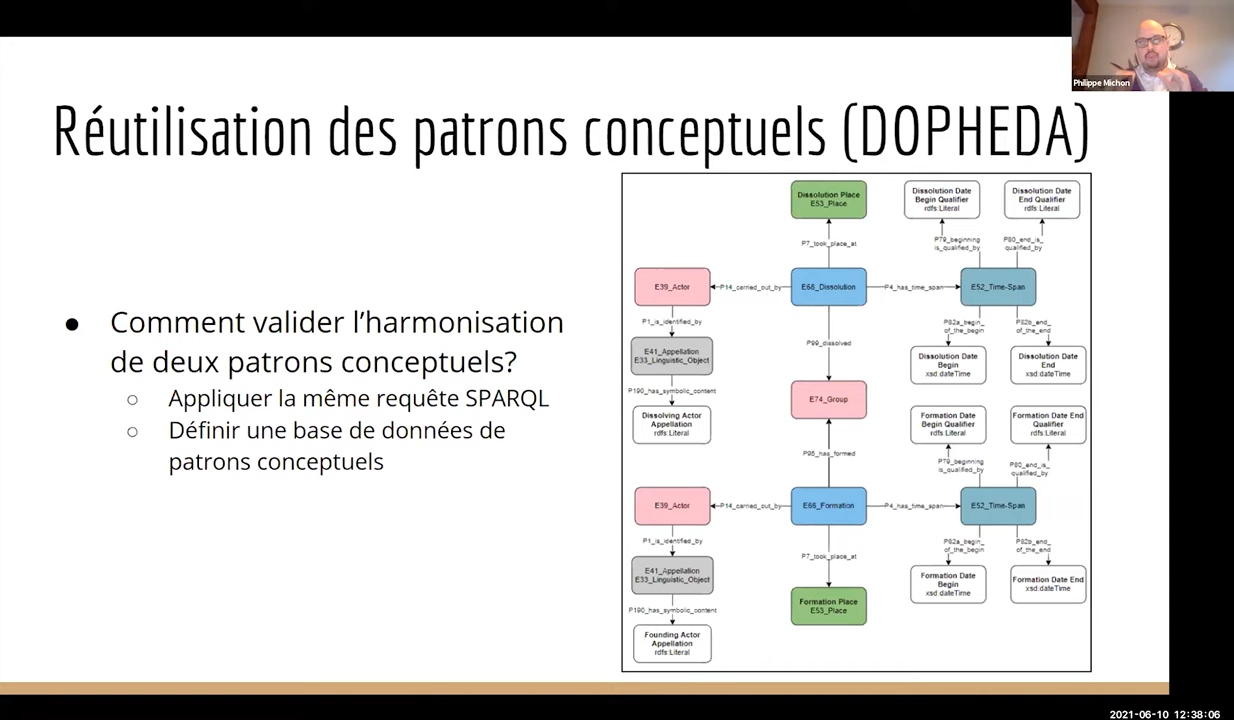 Philippe Michon
Réutilisation des patrons conceptuels (DOPHEDA)
● Comment valider l’harmonisation
de deux patrons conceptuels?
○ Appliquer la même requête SPARQL
○ Définir une base de données de
patrons conceptuels
Dissolution Place
E53_Place
Dissolution Date
Begin Qualifier
rdfs:Literal
Dissolution Date
End Qualifier
rdfs:Literal
P7_took_place_at
P79_beginning
is_qualified_by
P80_end_is_
qualified_by
E39_Actor
P14_carried_out_by
E68_Dissolution
P4_has_time_span
E52_Time-Span
P1_is_identified_by
P82a_begin_
of_the_begin
P82b_end_
of_the_end
E41_Appellation
E33_Linguistic_Object
P99_dissolved
Dissolution Date
Begin
xsd:dateTime
Dissolution Date
End
xsd:dateTime
P190_has_symbolic_content
E74_Group
Dissolving Actor
Appellation
rdfs:Literal
Formation Date
Begin Qualifier
rdfs:Literal
Formation Date End
Qualifier
rdfs:Literal
P95_has_formed
P79_beginning
is_qualified_by
P80_end_is_
qualified_by
E39_Actor
P14_carried_out_by
E66_Formation
P4_has_time_span
E52_Time-Span
P1_is_identified_by
P7_took_place_at
P82a_begin_
of_the_begin
P82b_end_
of_the_end
E41_Appellation
E33_Linguistic_Object
Formation Date
Begin
xsd:dateTime
Formation Date End
xsd:dateTime
P190_has_symbolic_content
Formation Place
E53_Place
Founding Actor
Appellation
rdfs:Literal
2021-06-10 12:38:06